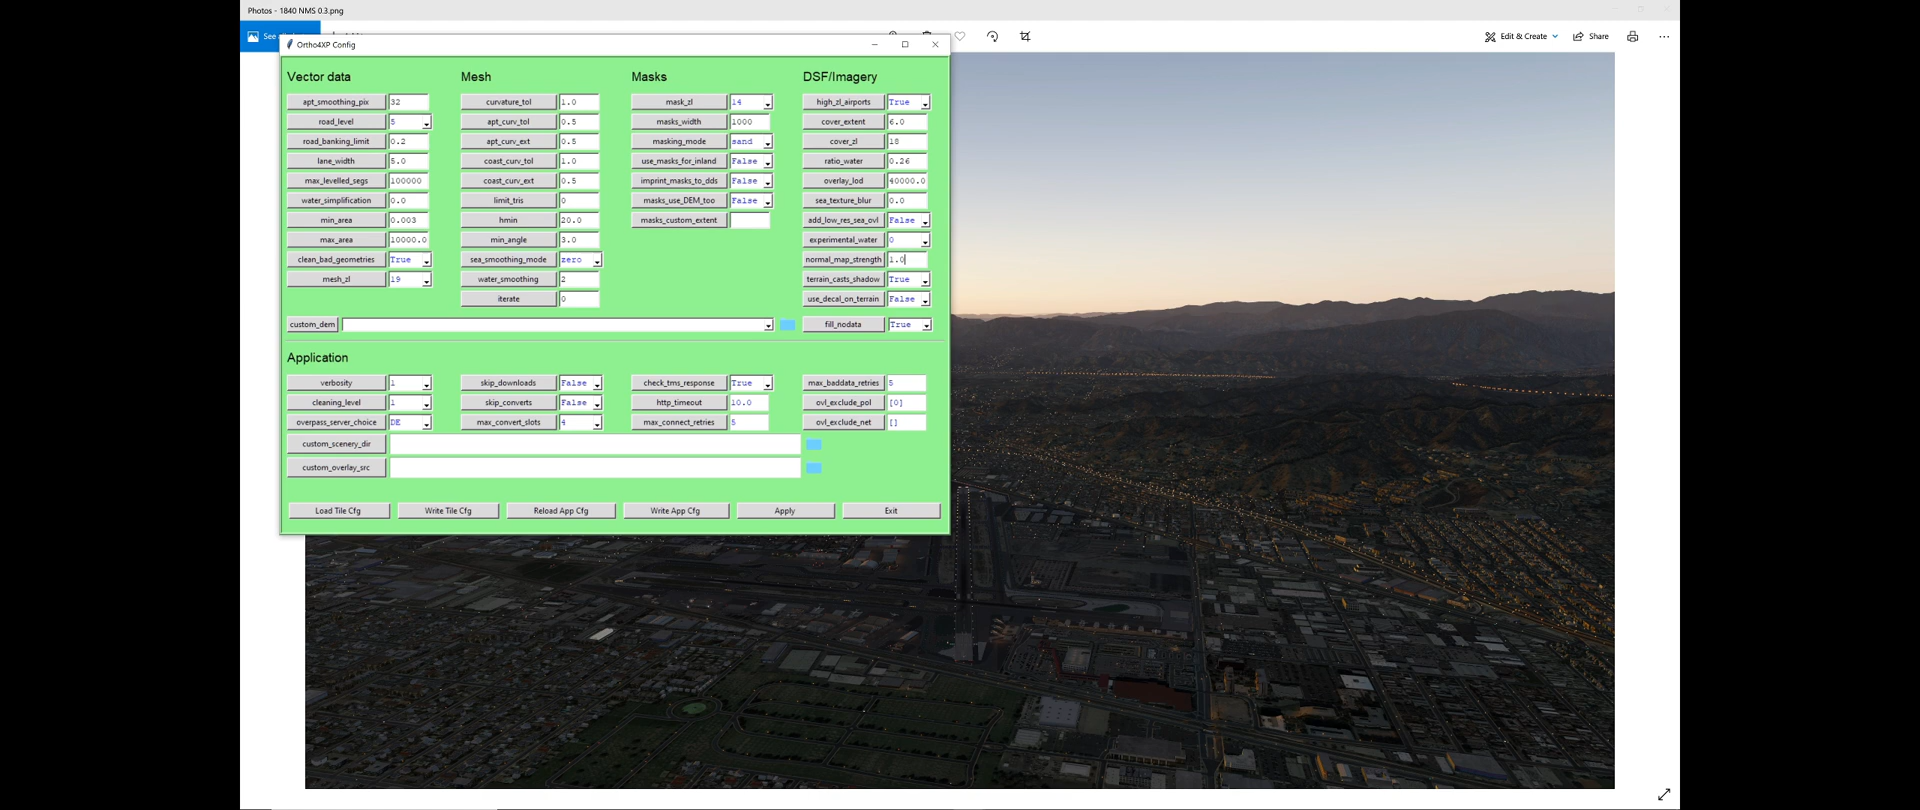 Photos - 1840 NMS 0.3.png
See
Edit & Create
Share
Ortho4XP Config
Vector data
apt_smoothing_pix 32
road_level 5
road_banking_limit 0.2
lane_width 5.0
max_levelled_segs 100000
water_simplification 0.0
min_area 0.003
max_area 10000.0
clean_bad_geometries True
mesh_zl 19
Mesh
curvature_tol 1.0
apt_curv_tol 0.5
apt_curv_ext 0.5
coast_curv_tol 1.0
coast_curv_ext 0.5
limit_tris 0
hmin 20.0
min_angle 3.0
sea_smoothing_mode zero
water_smoothing 2
iterate 0
Masks
mask_zl 14
masks_width 1000
masking_mode sand
use_masks_for_inland False
imprint_masks_to_dds False
masks_use_DEM_too False
masks_custom_extent
DSF/Imagery
high_zl_airports True
cover_extent 6.0
cover_zl 18
ratio_water 0.26
overlay_lod 40000.0
sea_texture_blur 0.0
add_low_res_sea_ovl False
experimental_water 0
normal_map_strength 1.0
terrain_casts_shadow True
use_decal_on_terrain False
custom_dem
fill_nodata True
Application
verbosity 1
cleaning_level 1
overpass_server_choice DE
skip_downloads False
skip_converts False
max_convert_slots 4
check_tms_response True
http_timeout 10.0
max_connect_retries 5
max_baddata_retries 5
ovl_exclude_pol [0]
ovl_exclude_net []
custom_scenery_dir
custom_overlay_src
Load Tile Cfg
Write Tile Cfg
Reload App Cfg
Write App Cfg
Apply
Exit